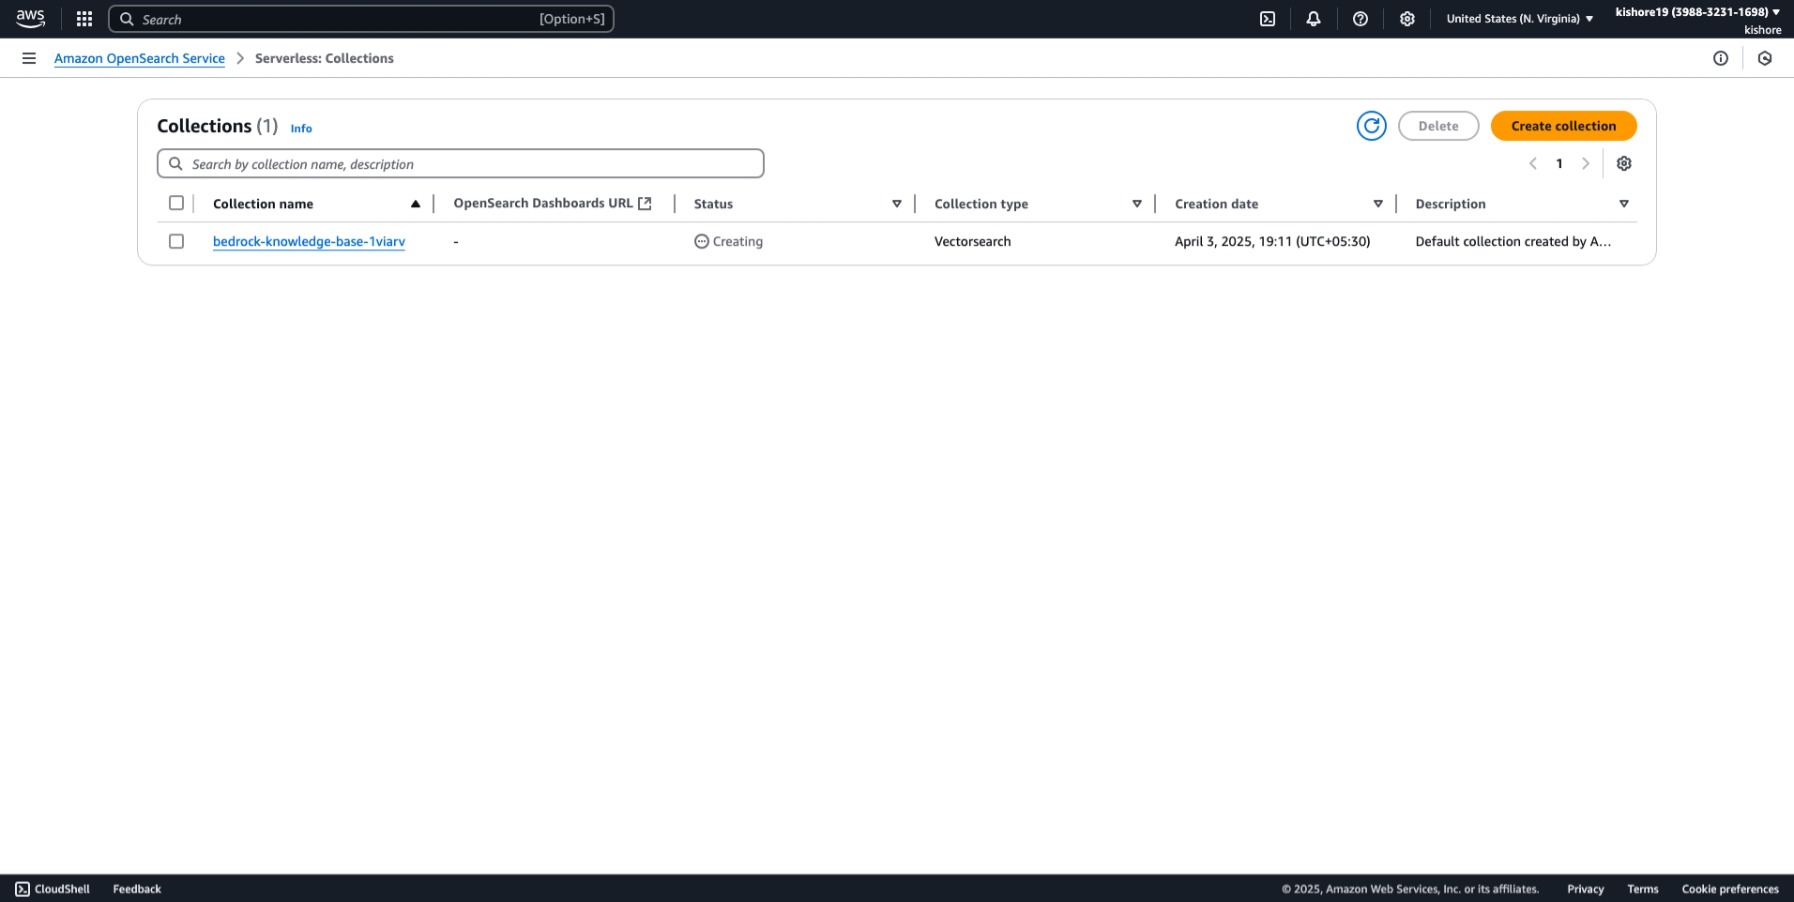 aws
Search [Option+S]
United States (N. Virginia)
kishore19 (3988-3231-1698)
kishore
Amazon OpenSearch Service > Serverless: Collections
Collections (1) Info
Delete
Create collection
Search by collection name, description
1
Collection name
OpenSearch Dashboards URL
Status
Collection type
Creation date
Description
bedrock-knowledge-base-1viarv
-
Creating
Vectorsearch
April 3, 2025, 19:11 (UTC+05:30)
Default collection created by A...
CloudShell
Feedback
© 2025, Amazon Web Services, Inc. or its affiliates.
Privacy
Terms
Cookie preferences